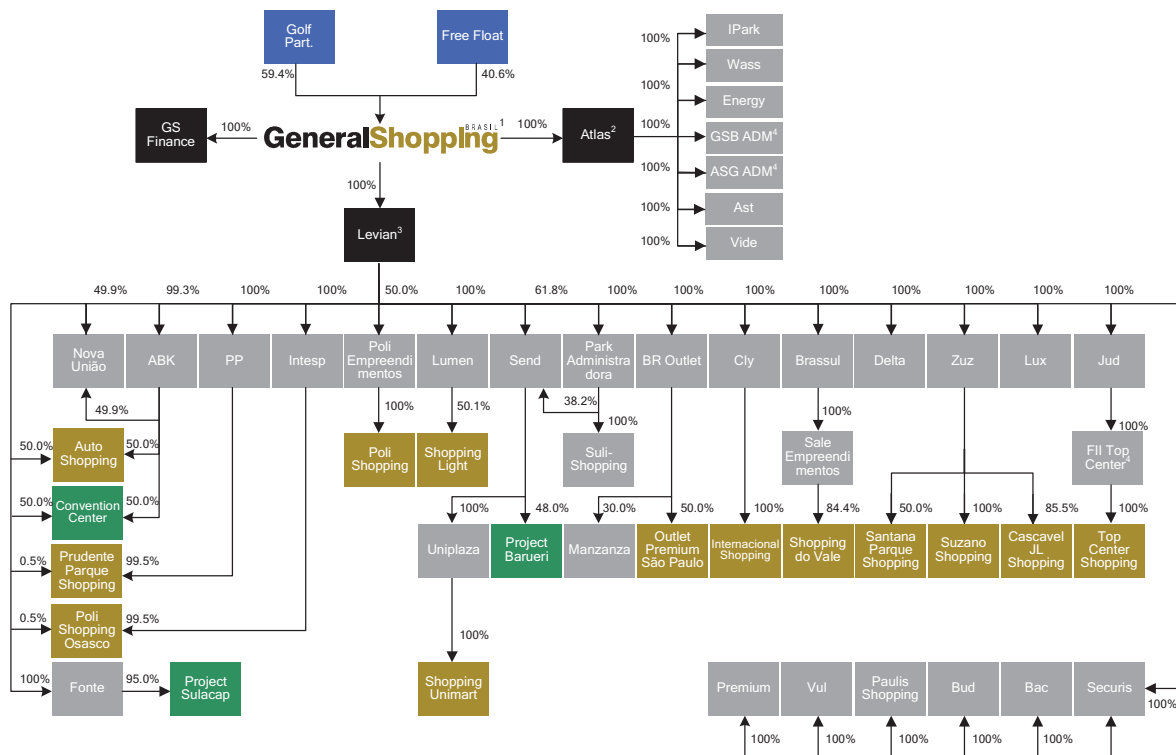 Golf
Part.
Free Float
59.4%
40.6%
GS
Finance
100%
GeneralShopping
BRASIL
1
100%
Atlas2
100%
100%
IPark
100%
Wass
100%
Energy
100%
GSB ADM4
100%
ASG ADM4
100%
Ast
100%
Vide
100%
Levian3
49.9%
99.3%
100%
100%
50.0%
100%
61.8%
100%
100%
100%
100%
100%
100%
100%
100%
Nova
União
ABK
PP
Intesp
Poli
Empreendi
mentos
Lumen
Send
Park
Administra
dora
BR Outlet
Cly
Brassul
Delta
Zuz
Lux
Jud
49.9%
100%
50.1%
38.2%
100%
100%
100%
50.0%
Auto
Shopping
50.0%
Poli
Shopping
Shopping
Light
Suli-
Shopping
Sale
Empreendi
mentos
FII Top
Center4
50.0%
Convention
Center
50.0%
100%
48.0%
30.0%
50.0%
100%
84.4%
50.0%
100%
85.5%
100%
Uniplaza
Project
Barueri
Manzanza
Outlet
Premium
São Paulo
Internacional
Shopping
Shopping
do Vale
Santana
Parque
Shopping
Suzano
Shopping
Cascavel
JL
Shopping
Top
Center
Shopping
0.5%
Prudente
Parque
Shopping
99.5%
0.5%
Poli
Shopping
Osasco
99.5%
100%
100%
Fonte
95.0%
Project
Sulacap
Shopping
Unimart
Premium
Vul
Paulis
Shopping
Bud
Bac
Securis
100%
100%
100%
100%
100%
100%